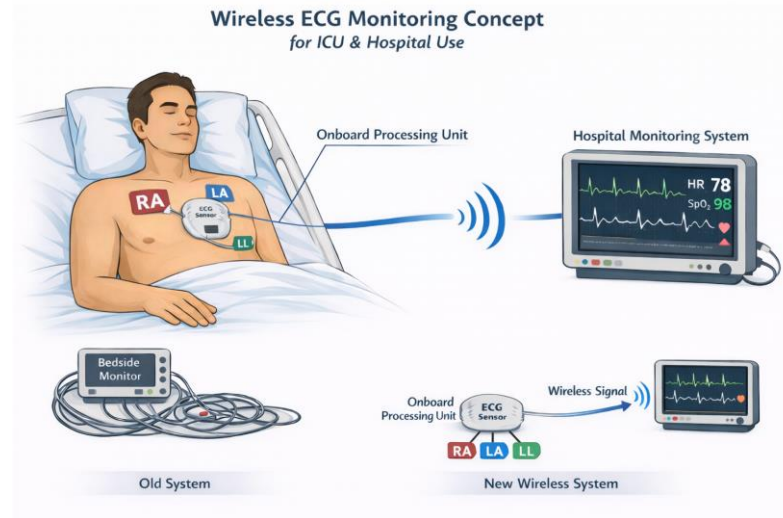 Wireless ECG Monitoring Concept
for ICU & Hospital Use
Onboard Processing Unit
Hospital Monitoring System
RA
LA
ECG
Sensor
LL
HR 78
SpO₂ 98
Bedside
Monitor
Old System
Onboard
Processing Unit
ECG
Sensor
RA LA LL
Wireless Signal
New Wireless System